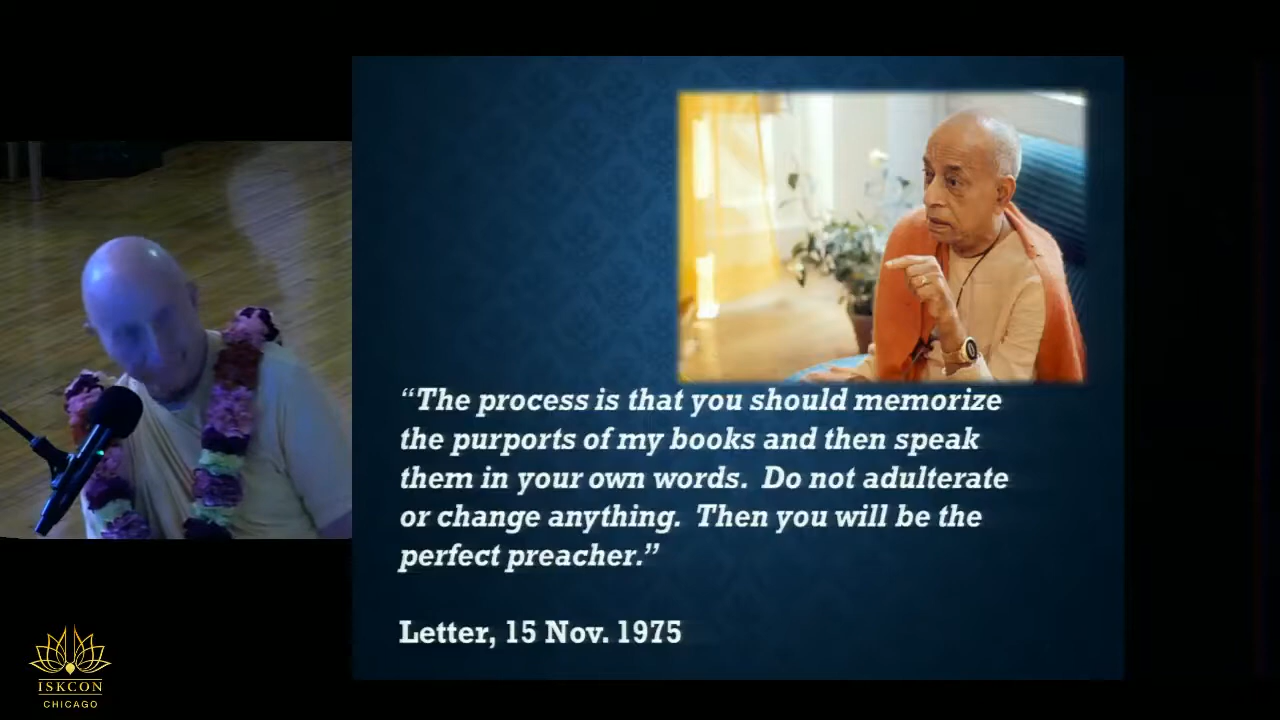 “The process is that you should memorize
the purports of my books and then speak
them in your own words.  Do not adulterate
or change anything.  Then you will be the
perfect preacher.”
Letter, 15 Nov. 1975
ISKCON
CHICAGO